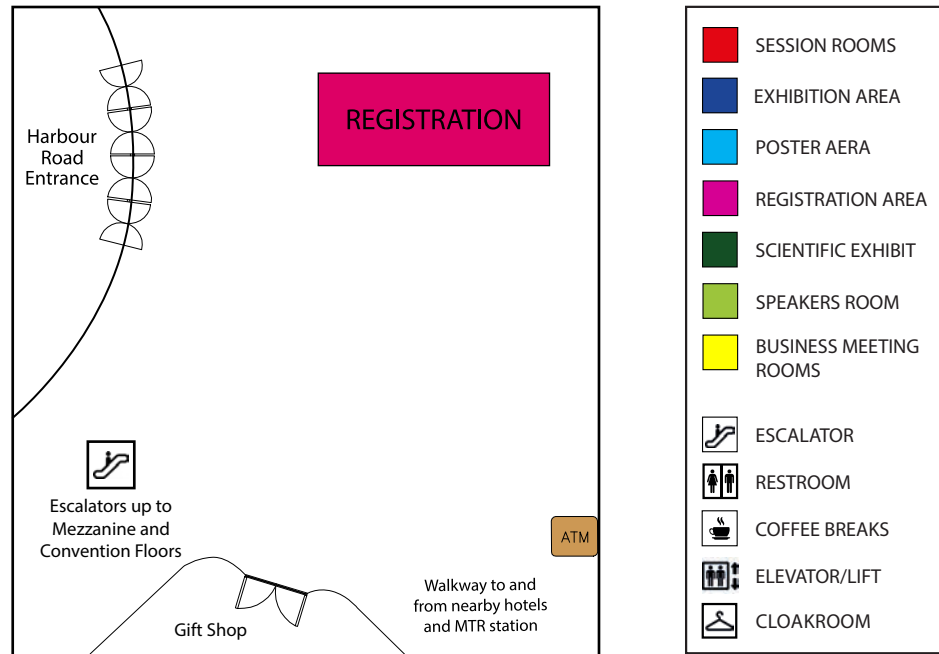 Harbour
Road
Entrance
REGISTRATION
Escalators up to
Mezzanine and
Convention Floors
ATM
Gift Shop
Walkway to and
from nearby hotels
and MTR station
SESSION ROOMS
EXHIBITION AREA
POSTER AERA
REGISTRATION AREA
SCIENTIFIC EXHIBIT
SPEAKERS ROOM
BUSINESS MEETING
ROOMS
ESCALATOR
RESTROOM
COFFEE BREAKS
ELEVATOR/LIFT
CLOAKROOM